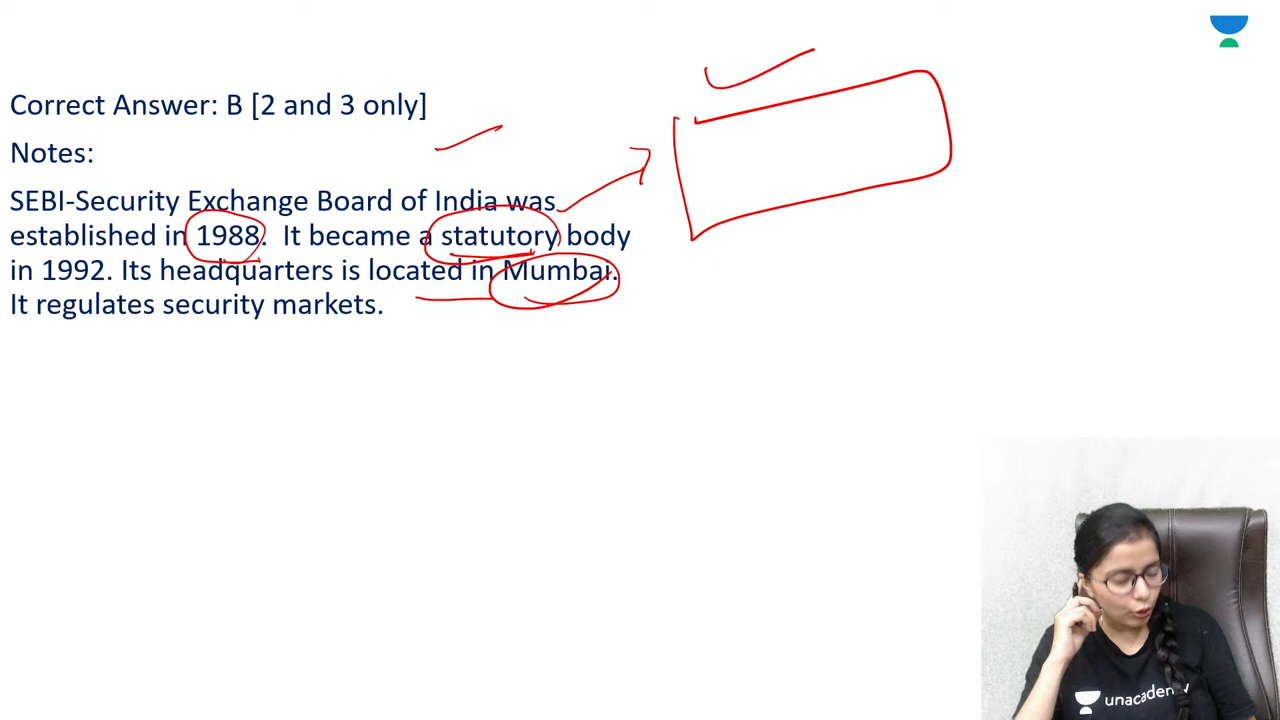 Correct Answer: B [2 and 3 only]
Notes:
SEBI-Security Exchange Board of India was
established in 1988. It became a statutory body
in 1992. Its headquarters is located in Mumbai.
It regulates security markets.
unacademy